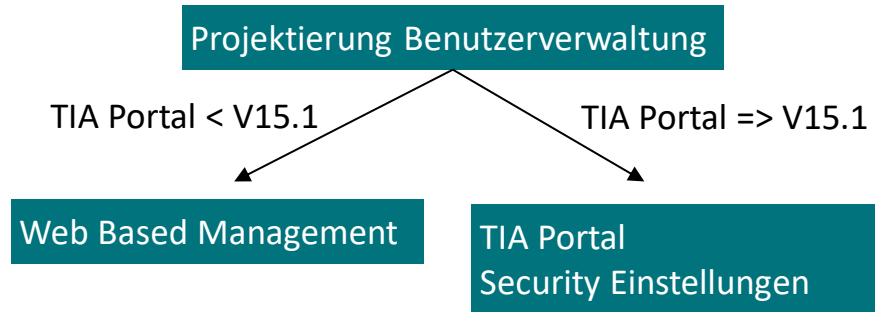 Projektierung Benutzerverwaltung
TIA Portal < V15.1
TIA Portal => V15.1
Web Based Management
TIA Portal
Security Einstellungen